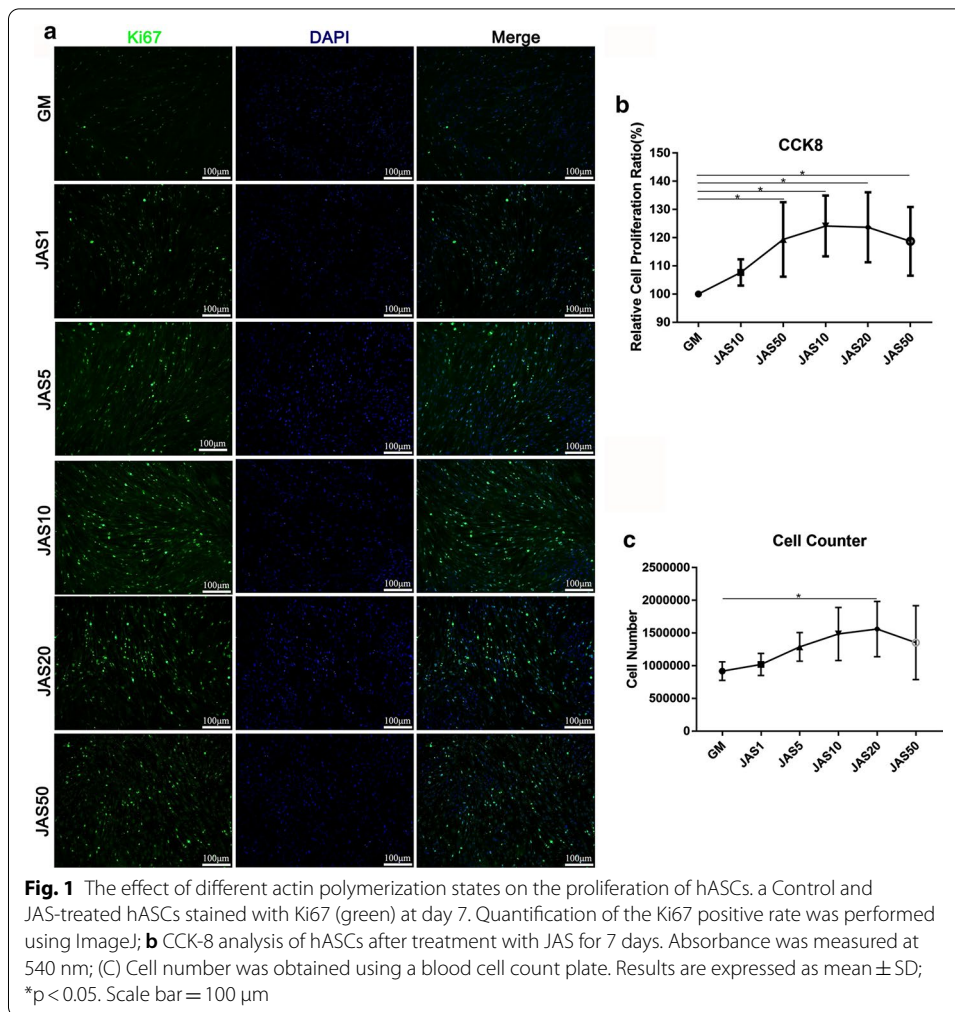 a
Ki67 DAPI Merge
GM
100μm 100μm 100μm
JAS1
100μm 100μm 100μm
JAS5
100μm 100μm 100μm
JAS10
100μm 100μm 100μm
JAS20
100μm 100μm 100μm
JAS50
100μm 100μm 100μm
b
CCK8
Relative Cell Proliferation Ratio(%)
150
140
130
120
110
100
90
* * * *
GM JAS10 JAS50 JAS10 JAS20 JAS50
c
Cell Counter
Cell Number
2500000
2000000
1500000
1000000
500000
0
*
GM JAS1 JAS5 JAS10 JAS20 JAS50
Fig. 1 The effect of different actin polymerization states on the proliferation of hASCs. a Control and
JAS-treated hASCs stained with Ki67 (green) at day 7. Quantification of the Ki67 positive rate was performed
using ImageJ; b CCK-8 analysis of hASCs after treatment with JAS for 7 days. Absorbance was measured at
540 nm; (C) Cell number was obtained using a blood cell count plate. Results are expressed as mean ± SD;
*p < 0.05. Scale bar = 100 μm